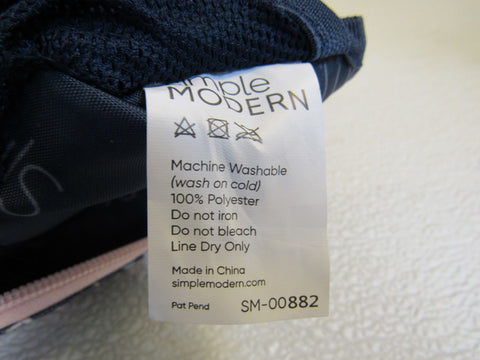 simple
MODERN
Machine Washable
(wash on cold)
100% Polyester
Do not iron
Do not bleach
Line Dry Only
Made in China
simplemodern.com
Pat Pend SM-00882